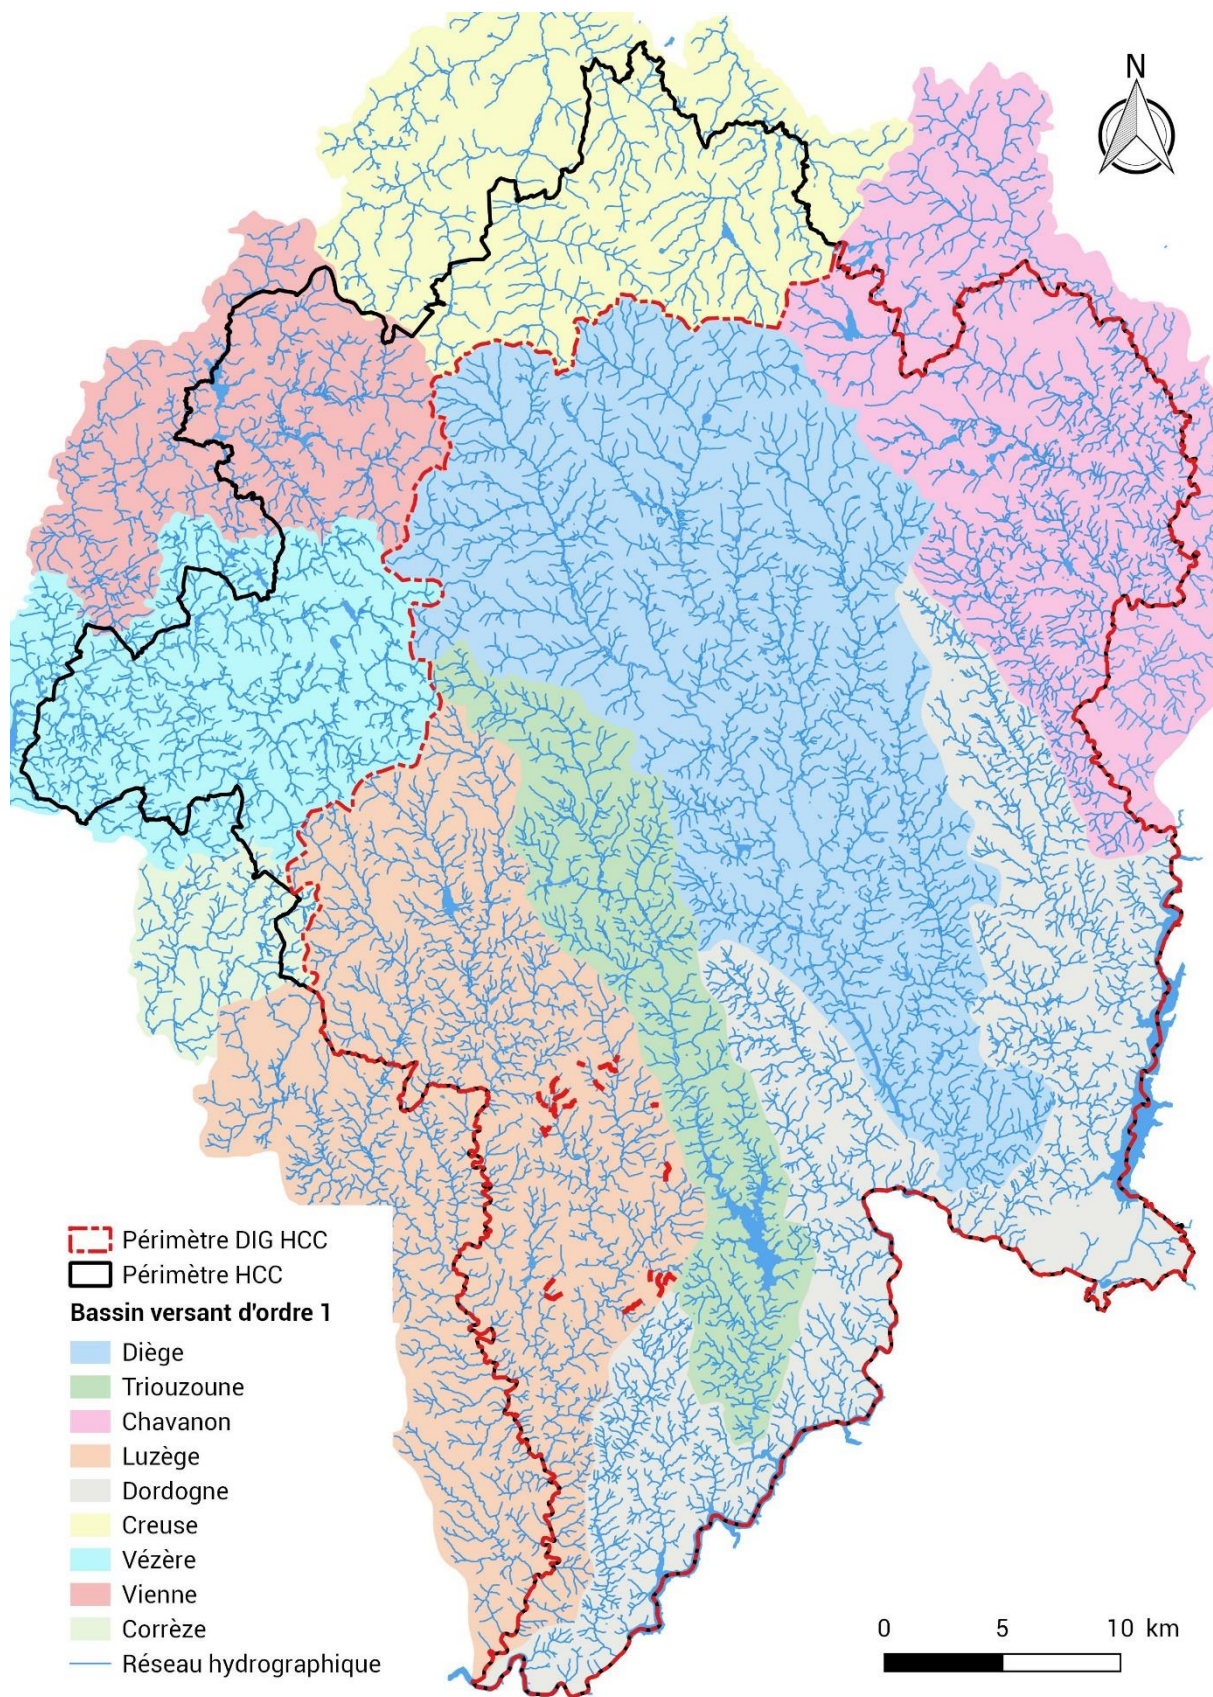 N
Périmètre DIG HCC
Périmètre HCC
Bassin versant d'ordre 1
Diège
Triouzoune
Chavanon
Luzège
Dordogne
Creuse
Vézère
Vienne
Corrèze
Réseau hydrographique
0 5 10 km